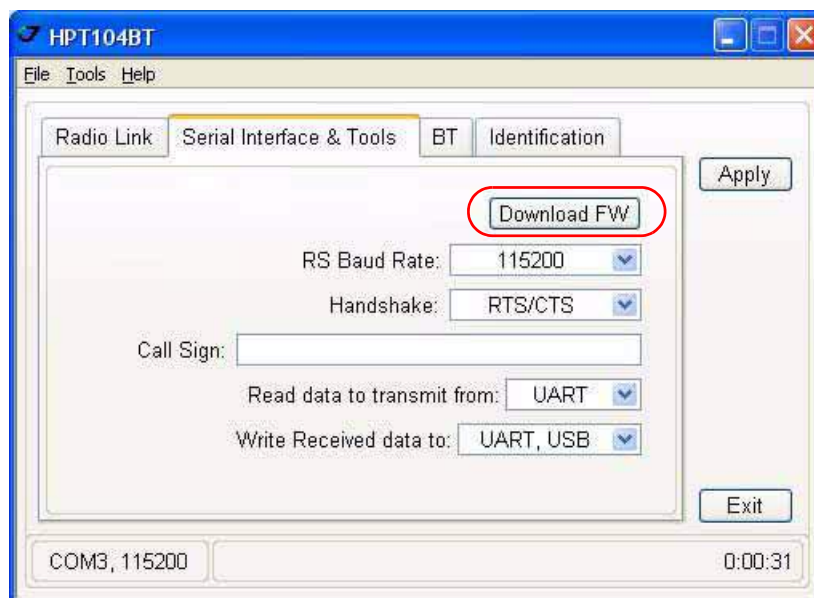 HPT104BT
File Tools Help
Radio Link Serial Interface & Tools BT Identification
Apply
Download FW
RS Baud Rate: 115200
Handshake: RTS/CTS
Call Sign:
Read data to transmit from: UART
Write Received data to: UART, USB
Exit
COM3, 115200 0:00:31